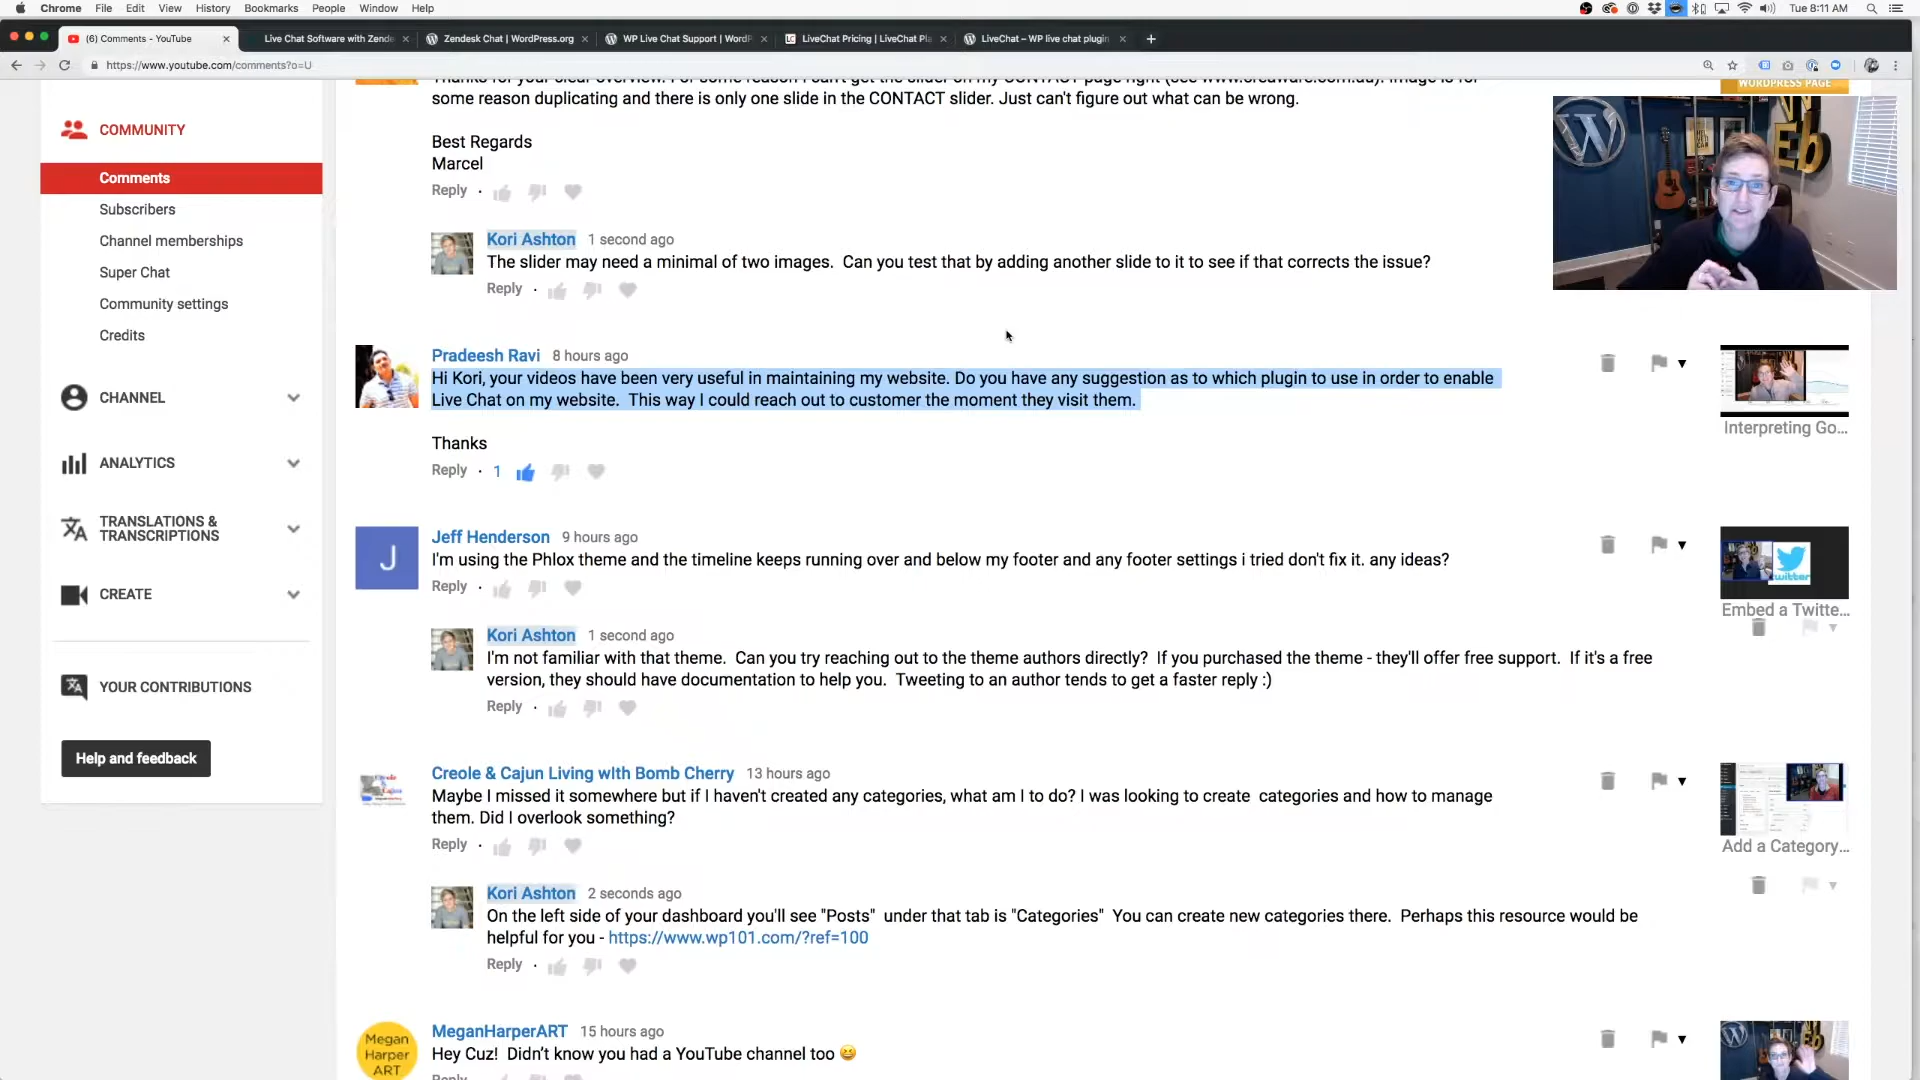 Chrome File Edit View History Bookmarks People Window Help
Tue 8:11 AM
(6) Comments - YouTube
Live Chat Software with Zende
Zendesk Chat | WordPress.org
WP Live Chat Support | WordF
LiveChat Pricing | LiveChat Pla
LiveChat – WP live chat plugin
https://www.youtube.com/comments?o=U
some reason duplicating and there is only one slide in the CONTACT slider. Just can't figure out what can be wrong.
Best Regards
Marcel
Reply
WORDPRESS PAGE
COMMUNITY
Comments
Subscribers
Channel memberships
Super Chat
Community settings
Credits
CHANNEL
ANALYTICS
TRANSLATIONS &
TRANSCRIPTIONS
CREATE
YOUR CONTRIBUTIONS
Help and feedback
Kori Ashton 1 second ago
The slider may need a minimal of two images. Can you test that by adding another slide to it to see if that corrects the issue?
Reply
Pradeesh Ravi 8 hours ago
Hi Kori, your videos have been very useful in maintaining my website. Do you have any suggestion as to which plugin to use in order to enable
Live Chat on my website. This way I could reach out to customer the moment they visit them.
Thanks
Reply · 1
Interpreting Go...
Jeff Henderson 9 hours ago
J
I'm using the Phlox theme and the timeline keeps running over and below my footer and any footer settings i tried don't fix it. any ideas?
Reply
Embed a Twitte...
Kori Ashton 1 second ago
I'm not familiar with that theme. Can you try reaching out to the theme authors directly? If you purchased the theme - they'll offer free support. If it's a free
version, they should have documentation to help you. Tweeting to an author tends to get a faster reply :)
Reply
Creole & Cajun Living with Bomb Cherry 13 hours ago
Maybe I missed it somewhere but if I haven't created any categories, what am I to do? I was looking to create categories and how to manage
them. Did I overlook something?
Reply
Add a Category...
Kori Ashton 2 seconds ago
On the left side of your dashboard you'll see "Posts" under that tab is "Categories" You can create new categories there. Perhaps this resource would be
helpful for you - https://www.wp101.com/?ref=100
Reply
MeganHarperART 15 hours ago
Megan
Harper
ART
Hey Cuz! Didn't know you had a YouTube channel too 😆
Reply